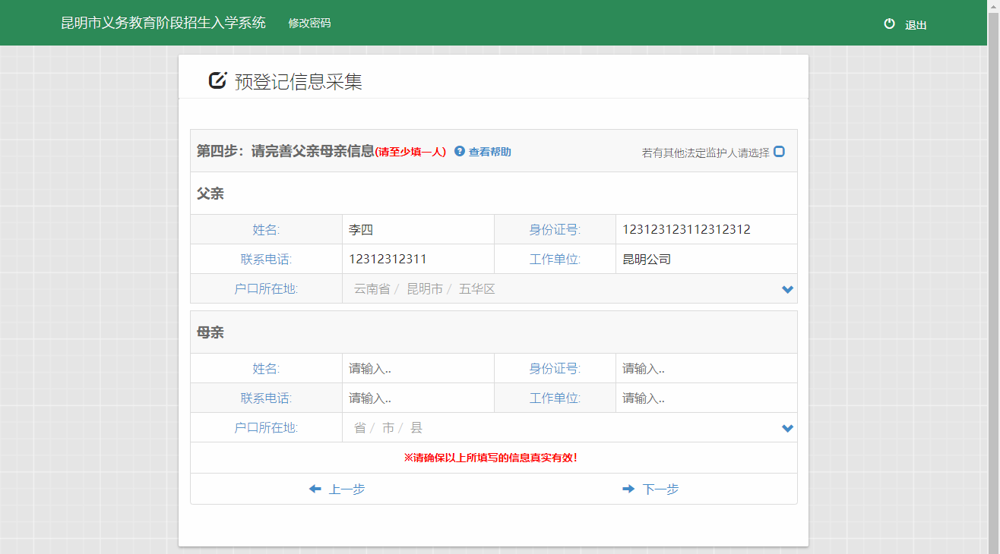 昆明市义务教育阶段招生入学系统 修改密码 退出
预登记信息采集
第四步：请完善父亲母亲信息(请至少填一人) 查看帮助 若有其他法定监护人请选择
父亲
姓名: 李四 身份证号: 123123123112312312
联系电话: 12312312311 工作单位: 昆明公司
户口所在地: 云南省 / 昆明市 / 五华区
母亲
姓名: 请输入.. 身份证号: 请输入..
联系电话: 请输入.. 工作单位: 请输入..
户口所在地: 省 / 市 / 县
※请确保以上所填写的信息真实有效！
上一步 下一步